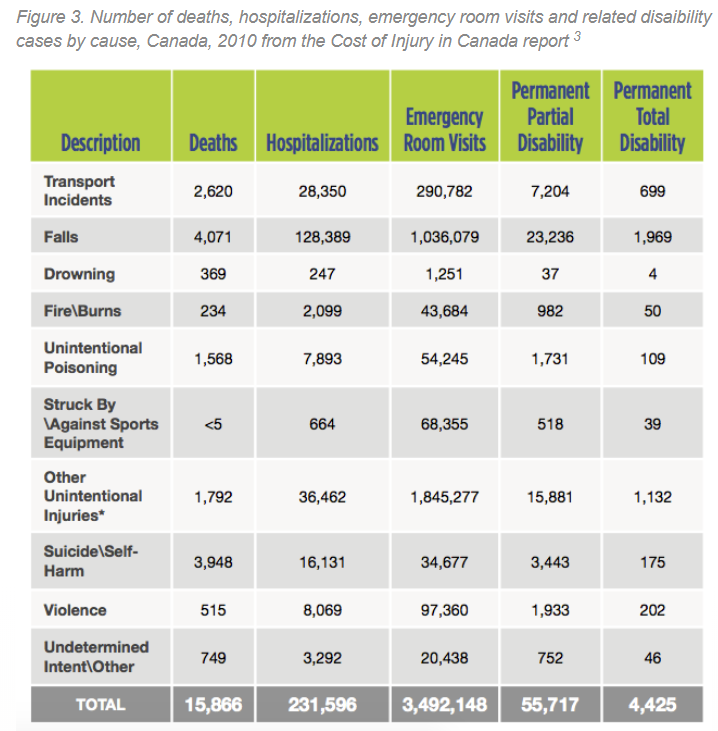 Figure 3. Number of deaths, hospitalizations, emergency room visits and related disaibility
cases by cause, Canada, 2010 from the Cost of Injury in Canada report 3
Description Deaths Hospitalizations Emergency Room Visits Permanent Partial Disability Permanent Total Disability
Transport Incidents 2,620 28,350 290,782 7,204 699
Falls 4,071 128,389 1,036,079 23,236 1,969
Drowning 369 247 1,251 37 4
Fire\Burns 234 2,099 43,684 982 50
Unintentional Poisoning 1,568 7,893 54,245 1,731 109
Struck By \Against Sports Equipment <5 664 68,355 518 39
Other Unintentional Injuries* 1,792 36,462 1,845,277 15,881 1,132
Suicide\Self-Harm 3,948 16,131 34,677 3,443 175
Violence 515 8,069 97,360 1,933 202
Undetermined Intent\Other 749 3,292 20,438 752 46
TOTAL 15,866 231,596 3,492,148 55,717 4,425